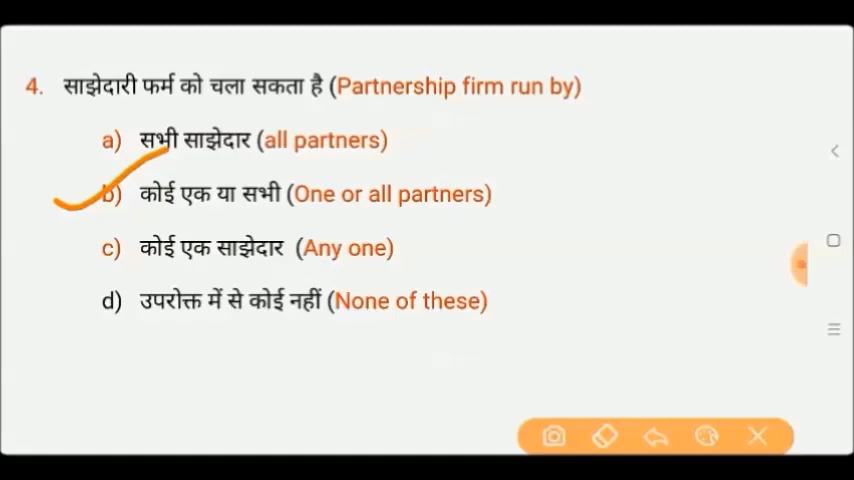 4. साझेदारी फर्म को चला सकता है (Partnership firm run by)
a) सभी साझेदार (all partners)
b) कोई एक या सभी (One or all partners)
c) कोई एक साझेदार (Any one)
d) उपरोक्त में से कोई नहीं (None of these)